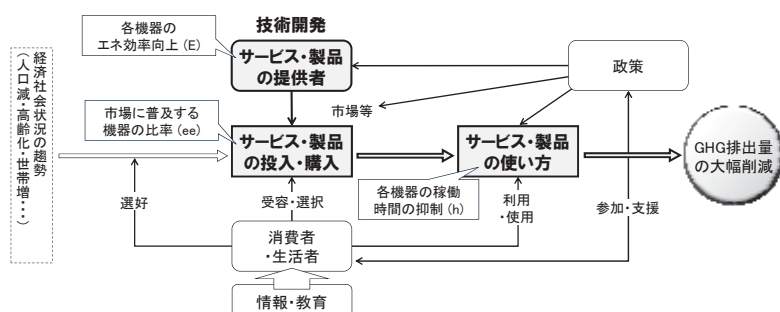 技術開発
各機器の
エネ効率向上（E）
サービス・製品
の提供者
政策
経済社会状況の趨勢
（人口減・高齢化・世帯増・・・）
市場に普及する
機器の比率（ee）
市場等
サービス・製品
の投入・購入
サービス・製品
の使い方
GHG排出量
の大幅削減
各機器の稼働
時間の抑制（h）
選好
受容・選択
利用
・使用
参加・支援
消費者
・生活者
情報・教育